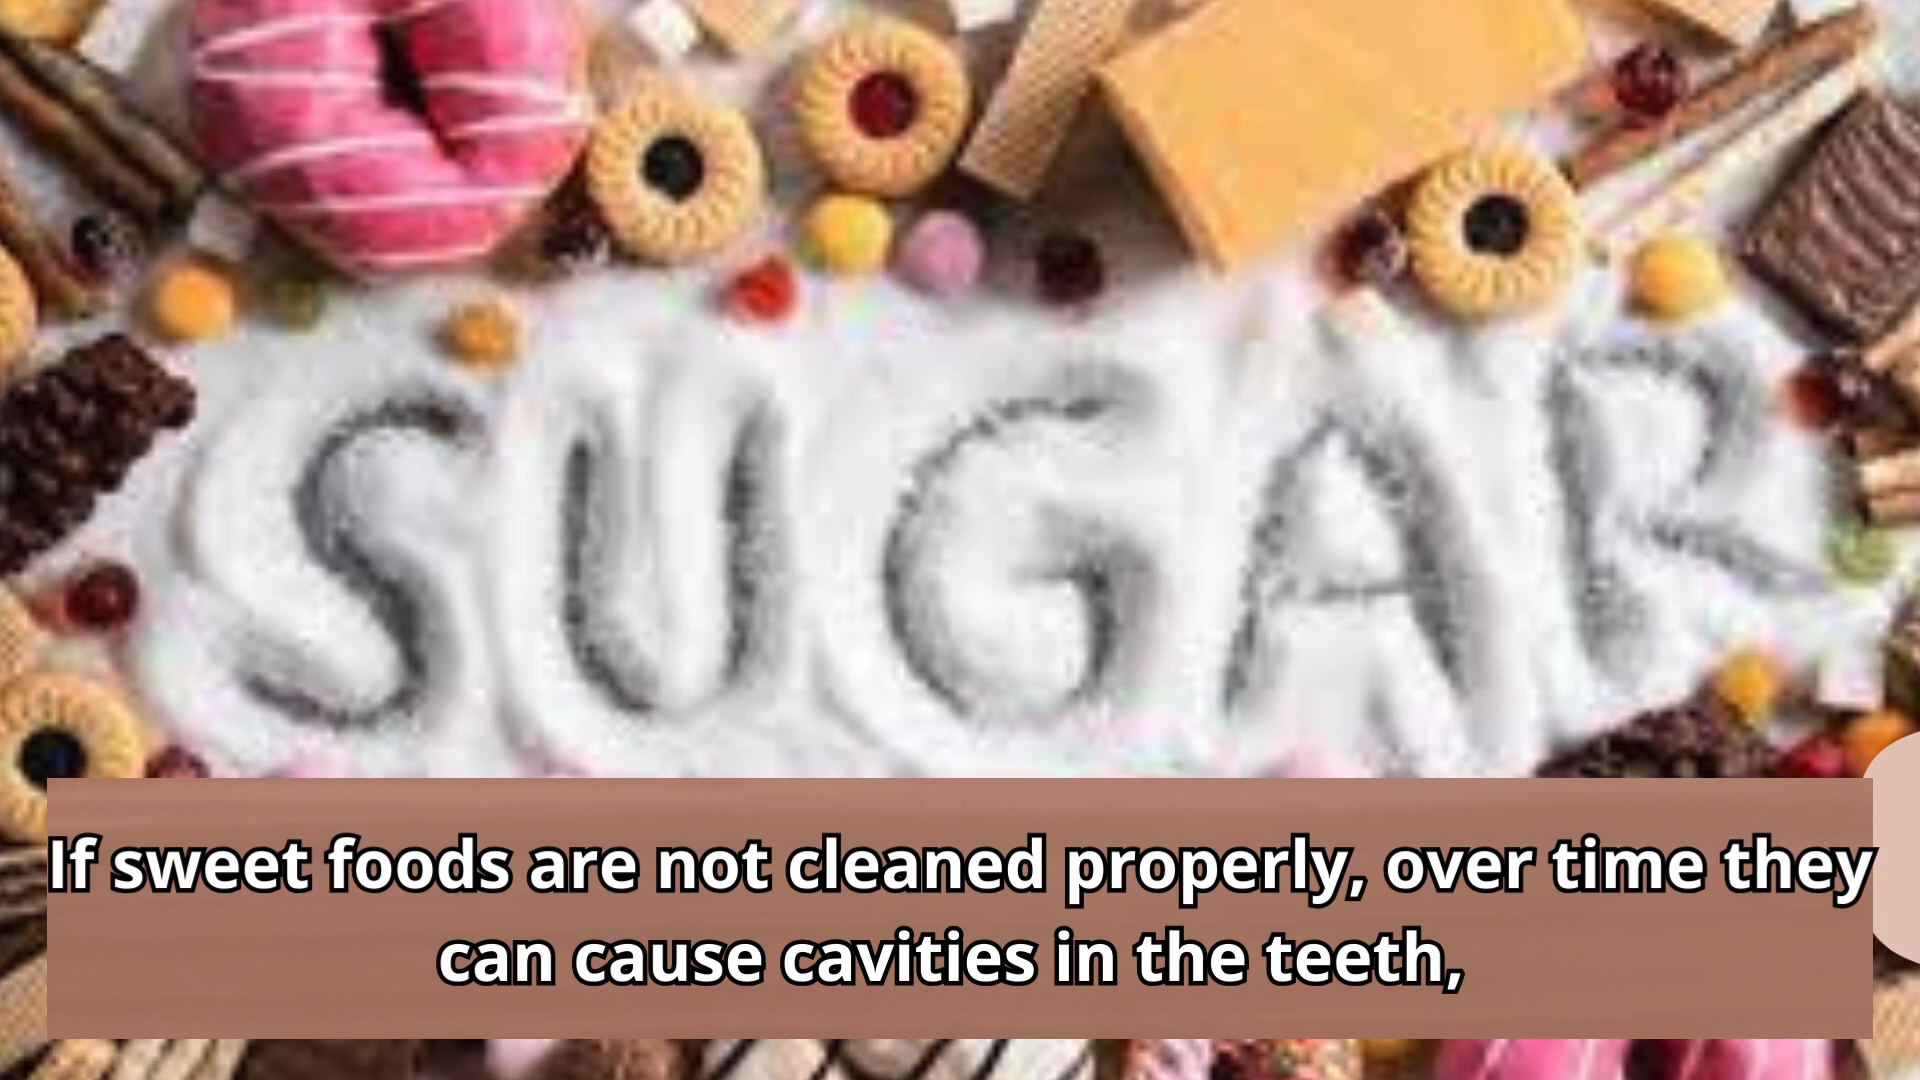 SUGAR
If sweet foods are not cleaned properly, over time they
can cause cavities in the teeth,